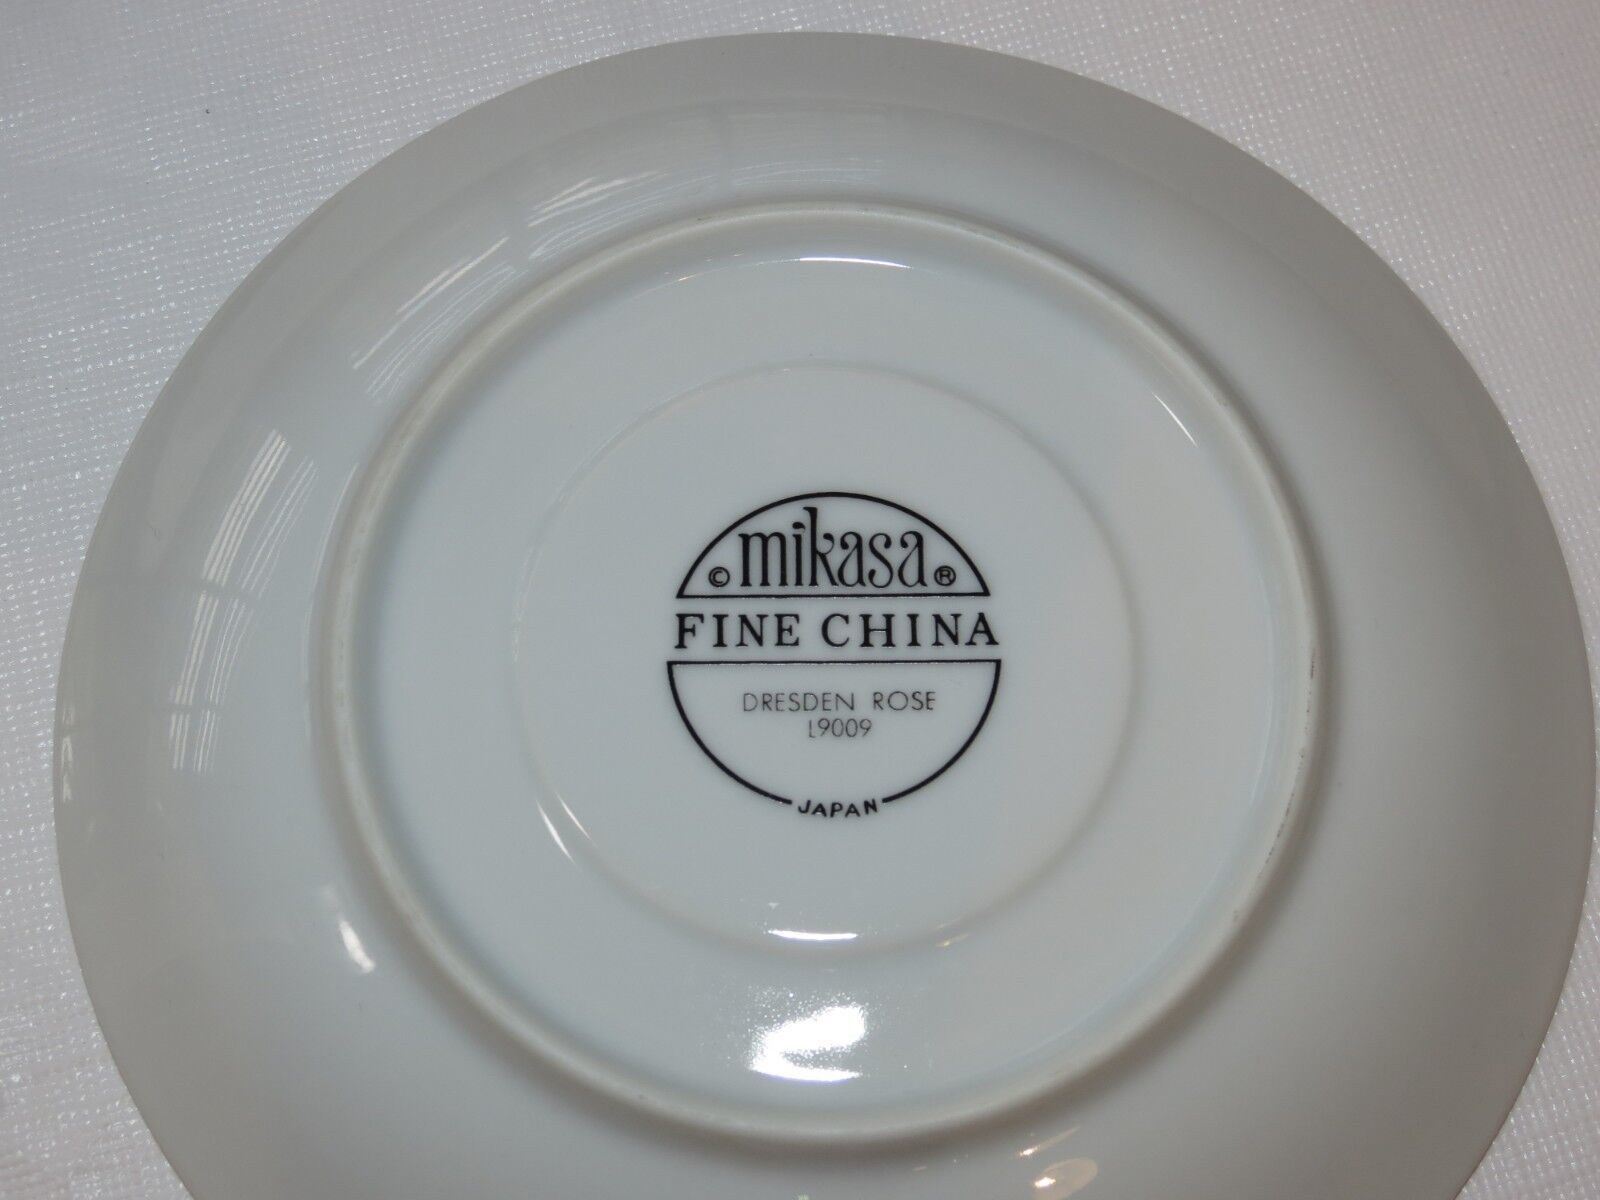 © mikasa ®
FINE CHINA
DRESDEN ROSE
L9009
JAPAN